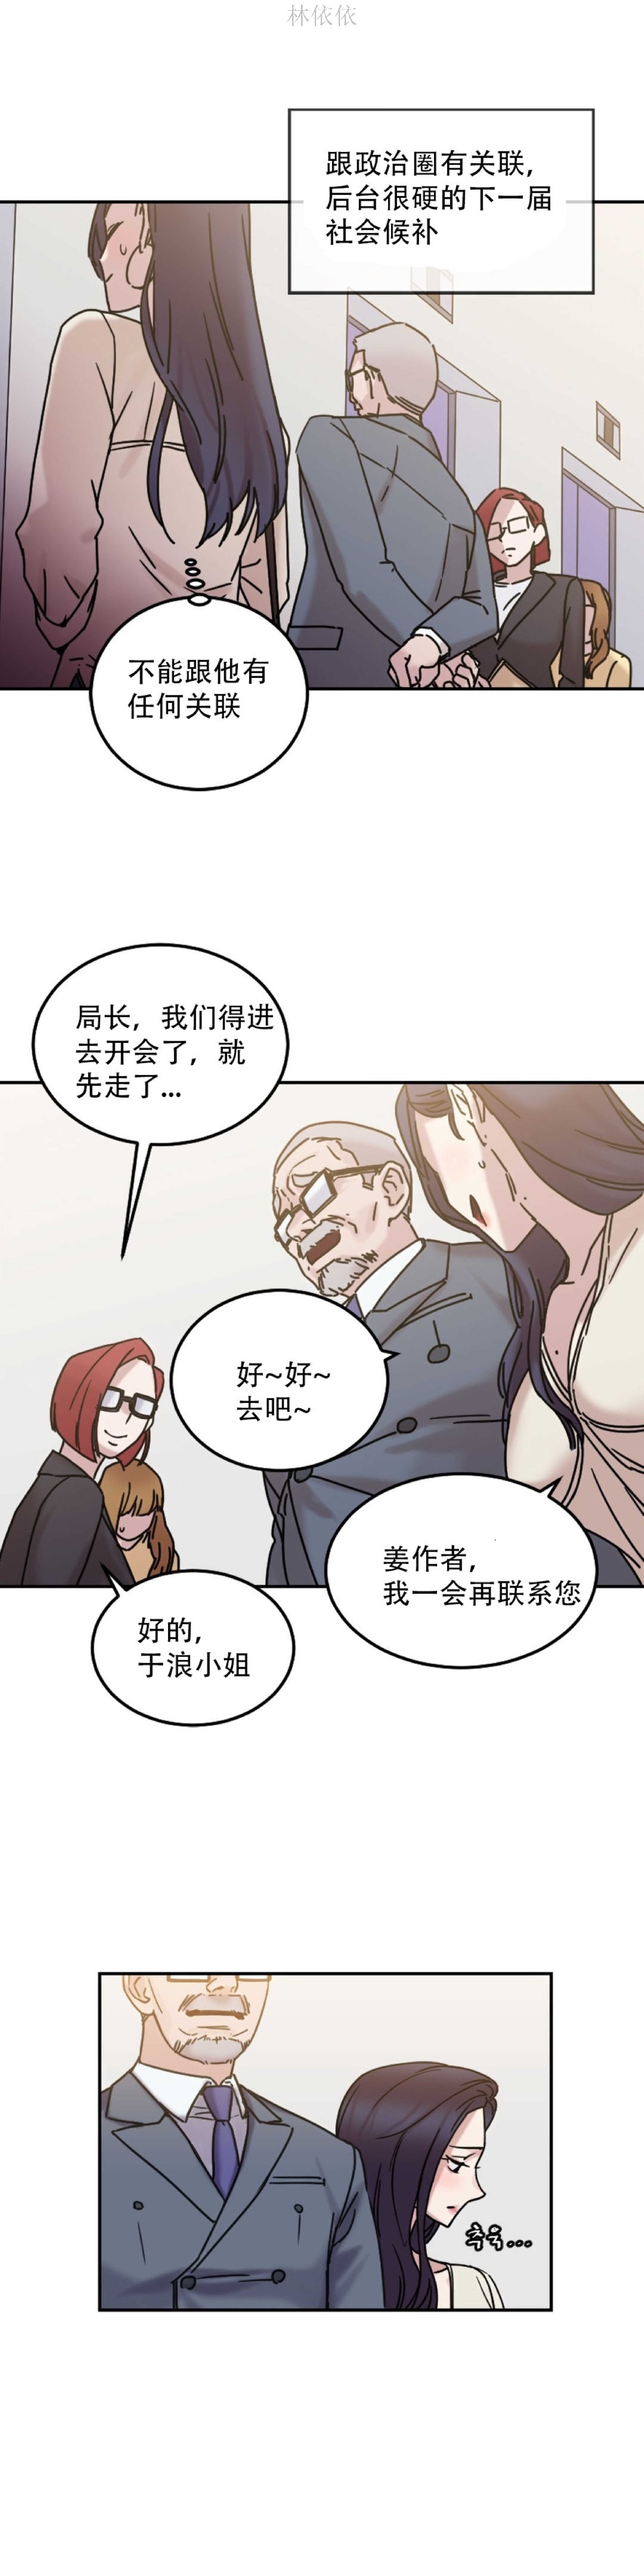 林依依
跟政治圈有关联,
后台很硬的下一届
社会候补
不能跟他有
任何关联
局长, 我们得进
去开会了, 就
先走了...
好~好~
去吧~
姜作者,
我一会再联系您
好的,
于浪小姐
축축...